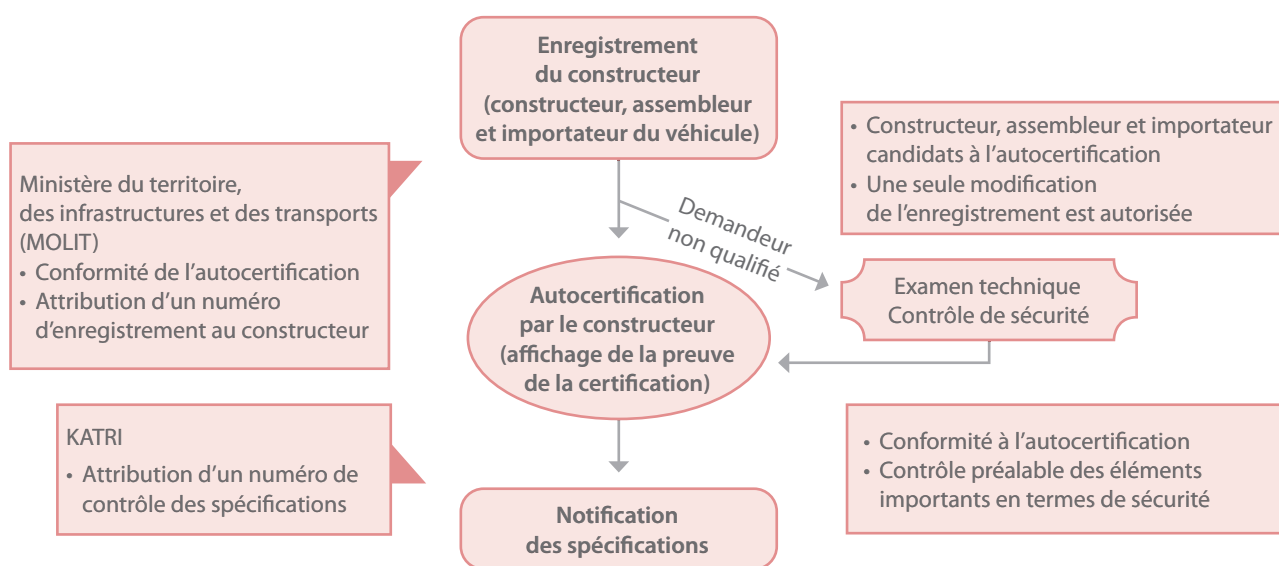 Enregistrement
du constructeur
(constructeur, assembleur
et importateur du véhicule)
Ministère du territoire,
des infrastructures et des transports
(MOLIT)
• Conformité de l'autocertification
• Attribution d'un numéro
d'enregistrement au constructeur
• Constructeur, assembleur et importateur
candidats à l'autocertification
• Une seule modification
de l'enregistrement est autorisée
Demandeur
non qualifié
Examen technique
Contrôle de sécurité
Autocertification
par le constructeur
(affichage de la preuve
de la certification)
KATRI
• Attribution d'un numéro de
contrôle des spécifications
• Conformité à l'autocertification
• Contrôle préalable des éléments
importants en termes de sécurité
Notification
des spécifications